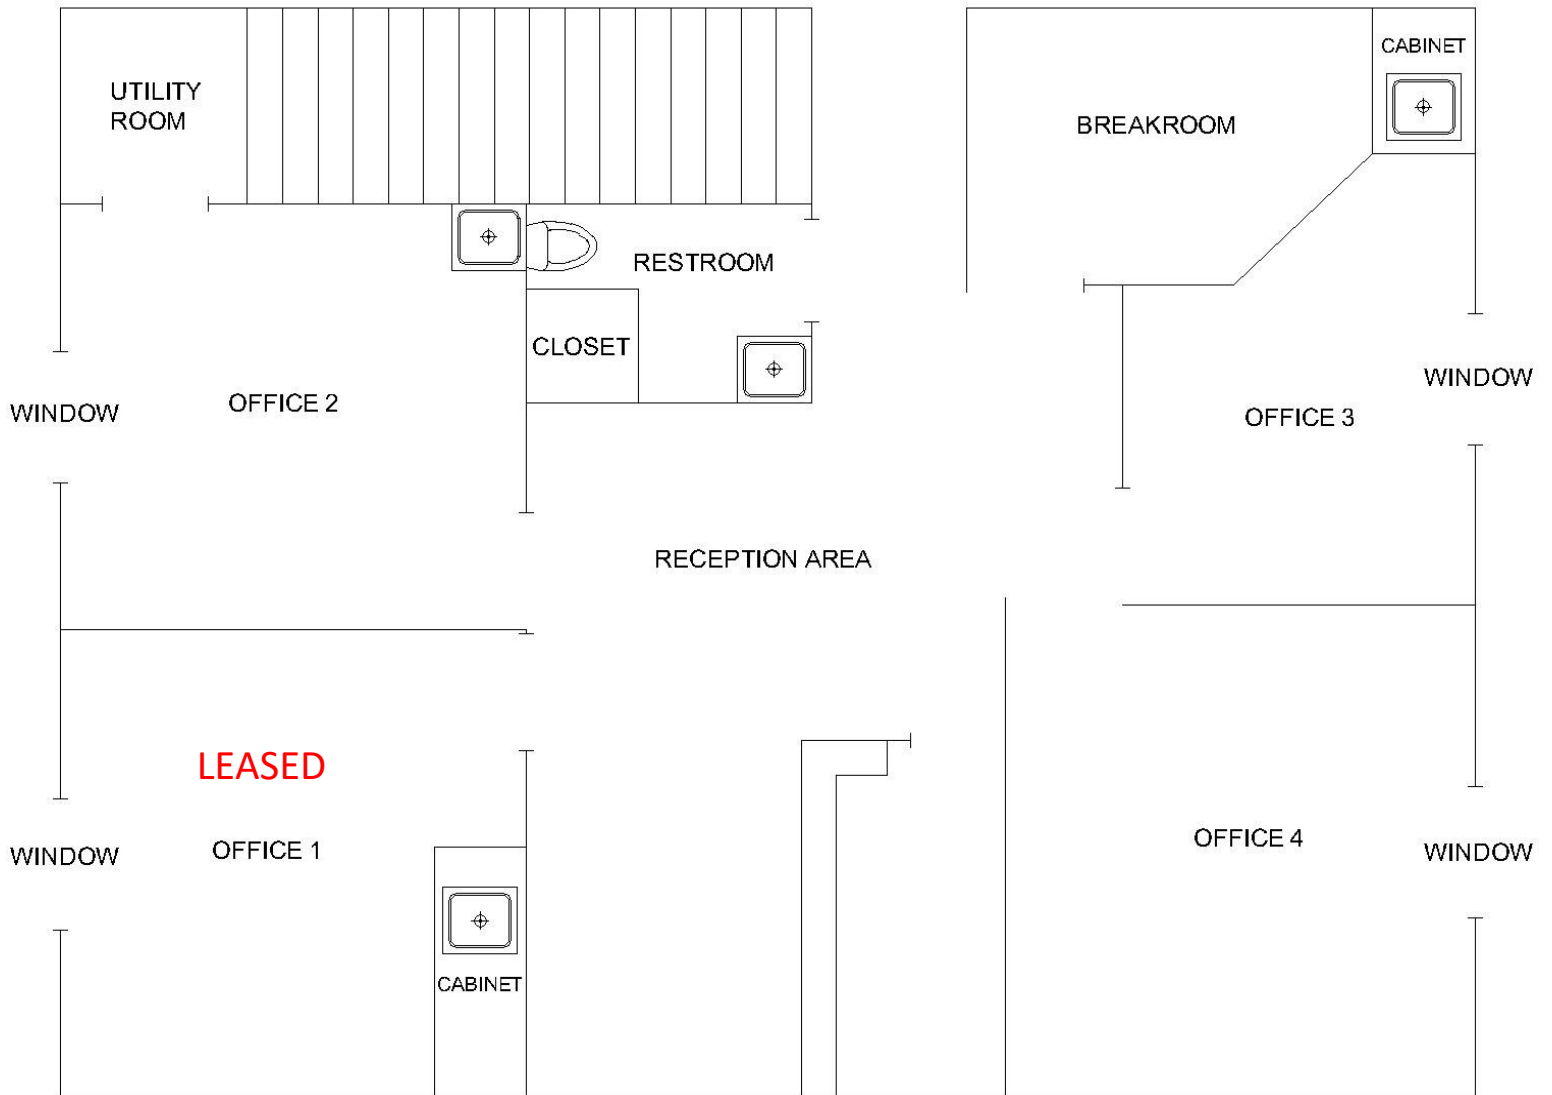 CABINET
UTILITY
ROOM
BREAKROOM
RESTROOM
CLOSET
WINDOW
OFFICE 2
WINDOW
OFFICE 3
RECEPTION AREA
LEASED
WINDOW
OFFICE 1
OFFICE 4
WINDOW
CABINET